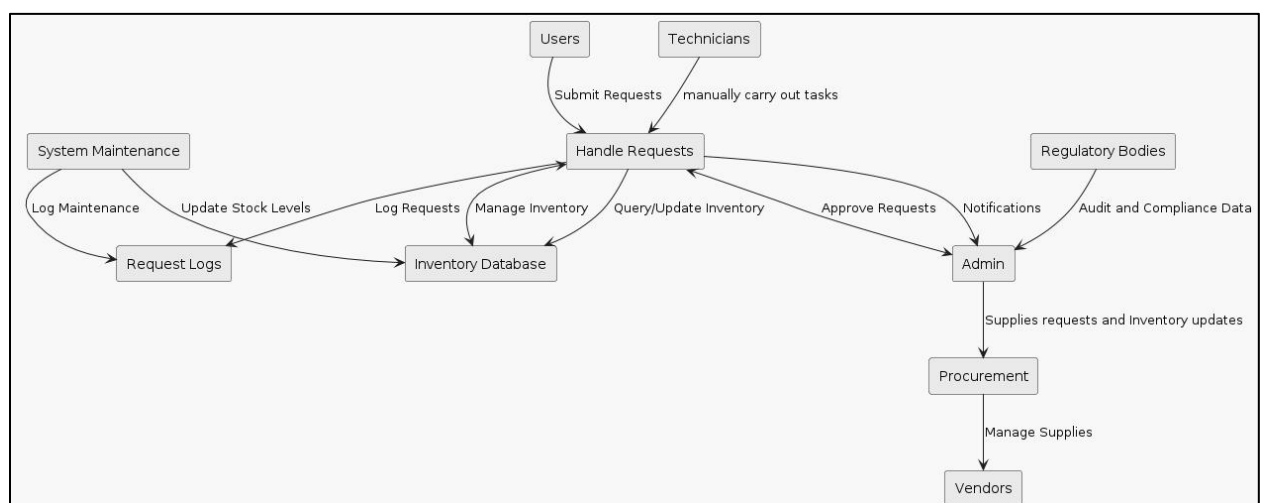 Users
Technicians
Submit Requests
manually carry out tasks
System Maintenance
Handle Requests
Regulatory Bodies
Log Maintenance
Update Stock Levels
Log Requests
Manage Inventory
Query/Update Inventory
Approve Requests
Notifications
Audit and Compliance Data
Request Logs
Inventory Database
Admin
Supplies requests and Inventory updates
Procurement
Manage Supplies
Vendors